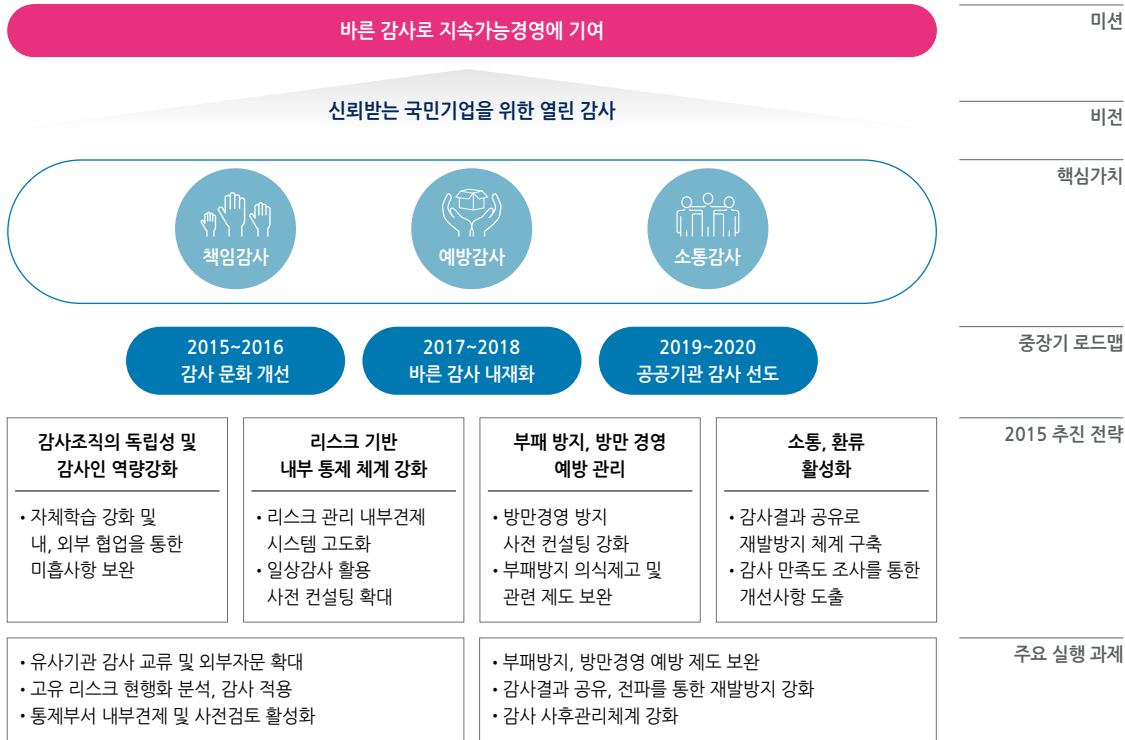 바른 감사로 지속가능경영에 기여
미션
신뢰받는 국민기업을 위한 열린 감사
비전
핵심가치
책임감사
예방감사
소통감사
중장기 로드맵
2015~2016
감사 문화 개선
2017~2018
바른 감사 내재화
2019~2020
공공기관 감사 선도
2015 추진 전략
감사조직의 독립성 및
감사인 역량강화
• 자체학습 강화 및
내, 외부 협업을 통한
미흡사항 보완
리스크 기반
내부 통제 체계 강화
• 리스크 관리 내부견제
시스템 고도화
• 일상감사 활용
사전 컨설팅 확대
부패 방지, 방만 경영
예방 관리
• 방만경영 방지
사전 컨설팅 강화
• 부패방지 의식제고 및
관련 제도 보완
소통, 환류
활성화
• 감사결과 공유로
재발방지 체계 구축
• 감사 만족도 조사를 통한
개선사항 도출
주요 실행 과제
• 유사기관 감사 교류 및 외부자문 확대
• 고유 리스크 현행화 분석, 감사 적용
• 통제부서 내부견제 및 사전검토 활성화
• 부패방지, 방만경영 예방 제도 보완
• 감사결과 공유, 전파를 통한 재발방지 강화
• 감사 사후관리체계 강화